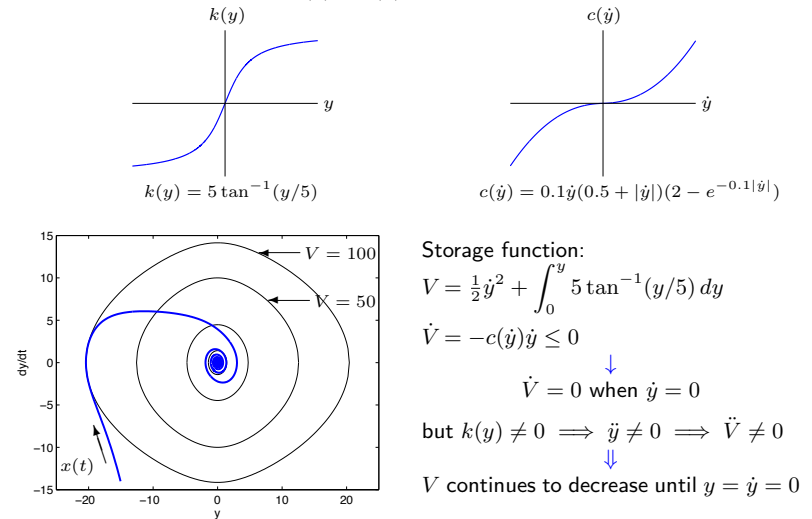 k(y)
c(ẏ)
y
ẏ
k(y) = 5 tan⁻¹(y/5)
c(ẏ) = 0.1ẏ(0.5 + |ẏ|)(2 − e^{−0.1|ẏ|})
15
10
5
0
−5
−10
−15
dy/dt
−20
−10
0
10
20
y
V = 100
V = 50
x(t)
Storage function:
V = ½ẏ² + ∫₀^y 5 tan⁻¹(y/5) dy
V̇ = −c(ẏ)ẏ ≤ 0
↓
V̇ = 0 when ẏ = 0
but k(y) ≠ 0 ⟹ ÿ ≠ 0 ⟹ V̈ ≠ 0
⇓
V continues to decrease until y = ẏ = 0